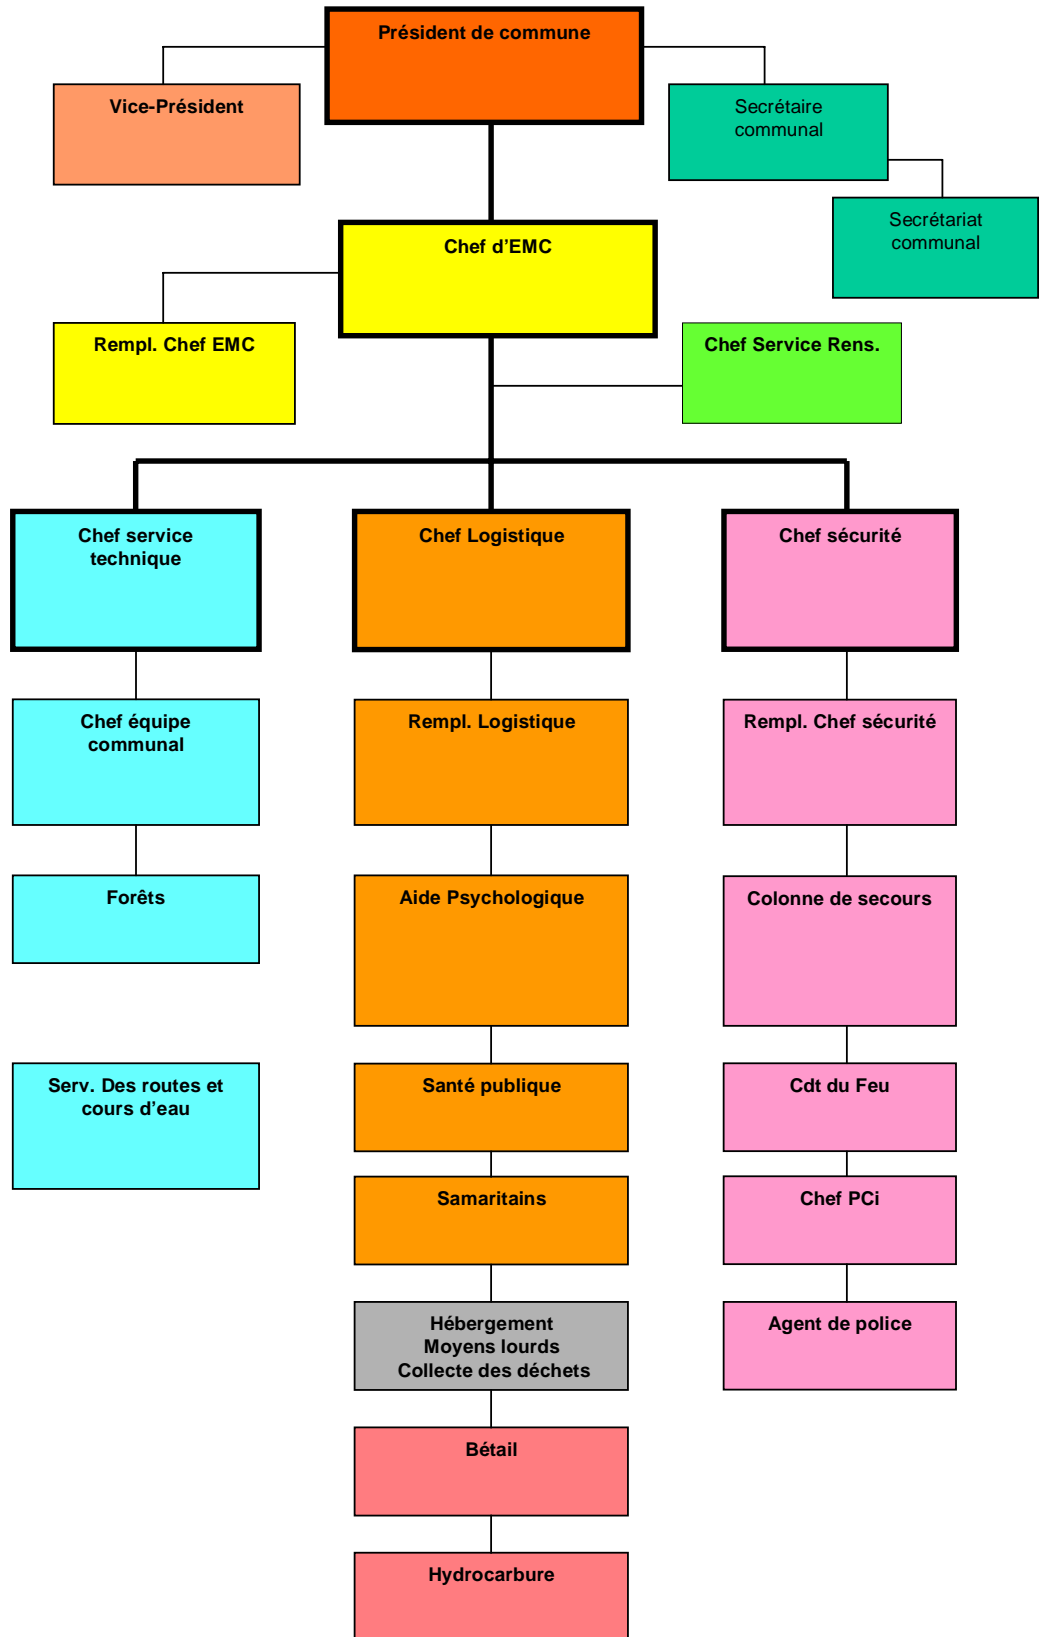 Président de commune
Vice-Président
Secrétaire
communal
Secrétariat
communal
Chef d’EMC
Rempl. Chef EMC
Chef Service Rens.
Chef service
technique
Chef Logistique
Chef sécurité
Chef équipe
communal
Rempl. Logistique
Rempl. Chef sécurité
Forêts
Aide Psychologique
Colonne de secours
Serv. Des routes et
cours d’eau
Santé publique
Cdt du Feu
Samaritains
Chef PCi
Hébergement
Moyens lourds
Collecte des déchets
Agent de police
Bétail
Hydrocarbure